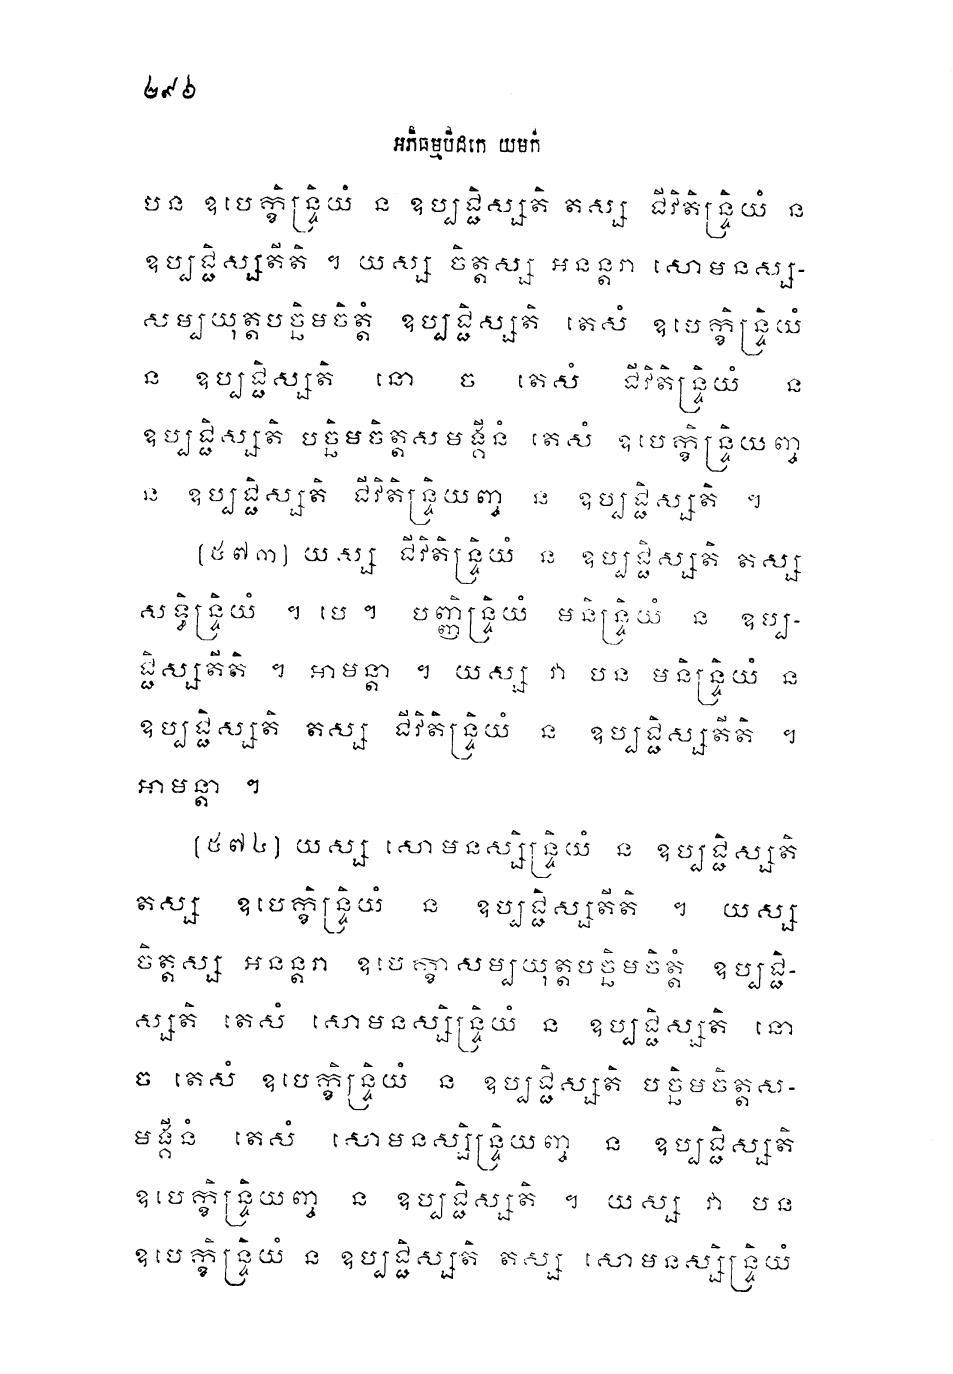 ២៩៦
អភិធម្មបិដកេ យមកំ
បន ឧបេក្ខិន្ទ្រិយំ ន ឧប្បជ្ជិស្សតិ តស្ស ជីវិតិន្ទ្រិយំ ន
ឧប្បជ្ជិស្សតីតិ ។ យស្ស ចិត្តស្ស អនន្តរា សោមនស្ស-
សម្បយុត្តបច្ឆិមចិត្តំ ឧប្បជ្ជិស្សតិ តេសំ ឧបេក្ខិន្ទ្រិយំ
ន ឧប្បជ្ជិស្សតិ នោ ច តេសំ ជីវិតិន្ទ្រិយំ ន
ឧប្បជ្ជិស្សតិ បច្ឆិមចិត្តសមង្គីនំ តេសំ ឧបេក្ខិន្ទ្រិយញ្ច
ន ឧប្បជ្ជិស្សតិ ជីវិតិន្ទ្រិយញ្ច ន ឧប្បជ្ជិស្សតិ ។
(៥៧៣) យស្ស ជីវិតិន្ទ្រិយំ ន ឧប្បជ្ជិស្សតិ តស្ស
សទ្ធិន្ទ្រិយំ ។ បេ ។ បញ្ញិន្ទ្រិយំ មនិន្ទ្រិយំ ន ឧប្ប-
ជ្ជិស្សតីតិ ។ អាមន្តា ។ យស្ស វា បន មនិន្ទ្រិយំ ន
ឧប្បជ្ជិស្សតិ តស្ស ជីវិតិន្ទ្រិយំ ន ឧប្បជ្ជិស្សតីតិ ។
អាមន្តា ។
(៥៧៤) យស្ស សោមនស្សិន្ទ្រិយំ ន ឧប្បជ្ជិស្សតិ
តស្ស ឧបេក្ខិន្ទ្រិយំ ន ឧប្បជ្ជិស្សតីតិ ។ យស្ស
ចិត្តស្ស អនន្តរា ឧបេក្ខាសម្បយុត្តបច្ឆិមចិត្តំ ឧប្បជ្ជិ-
ស្សតិ តេសំ សោមនស្សិន្ទ្រិយំ ន ឧប្បជ្ជិស្សតិ នោ
ច តេសំ ឧបេក្ខិន្ទ្រិយំ ន ឧប្បជ្ជិស្សតិ បច្ឆិមចិត្តស-
មង្គីនំ តេសំ សោមនស្សិន្ទ្រិយញ្ច ន ឧប្បជ្ជិស្សតិ
ឧបេក្ខិន្ទ្រិយញ្ច ន ឧប្បជ្ជិស្សតិ ។ យស្ស វា បន
ឧបេក្ខិន្ទ្រិយំ ន ឧប្បជ្ជិស្សតិ តស្ស សោមនស្សិន្ទ្រិយំ